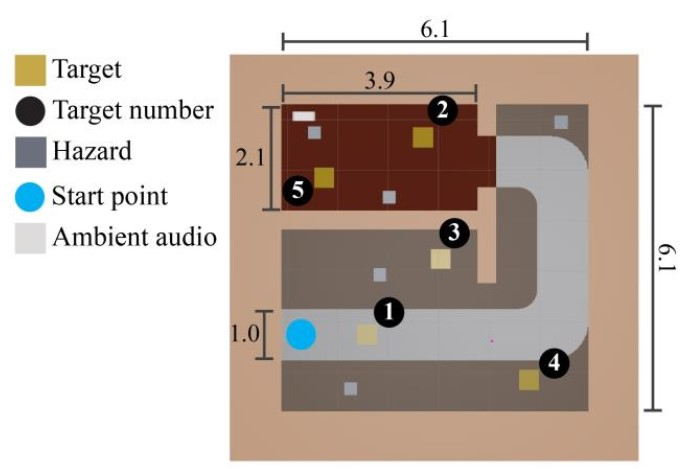 6.1
Target
3.9
Target number
2
Hazard
2.1
5
Start point
3
Ambient audio
6.1
1
1.0
4